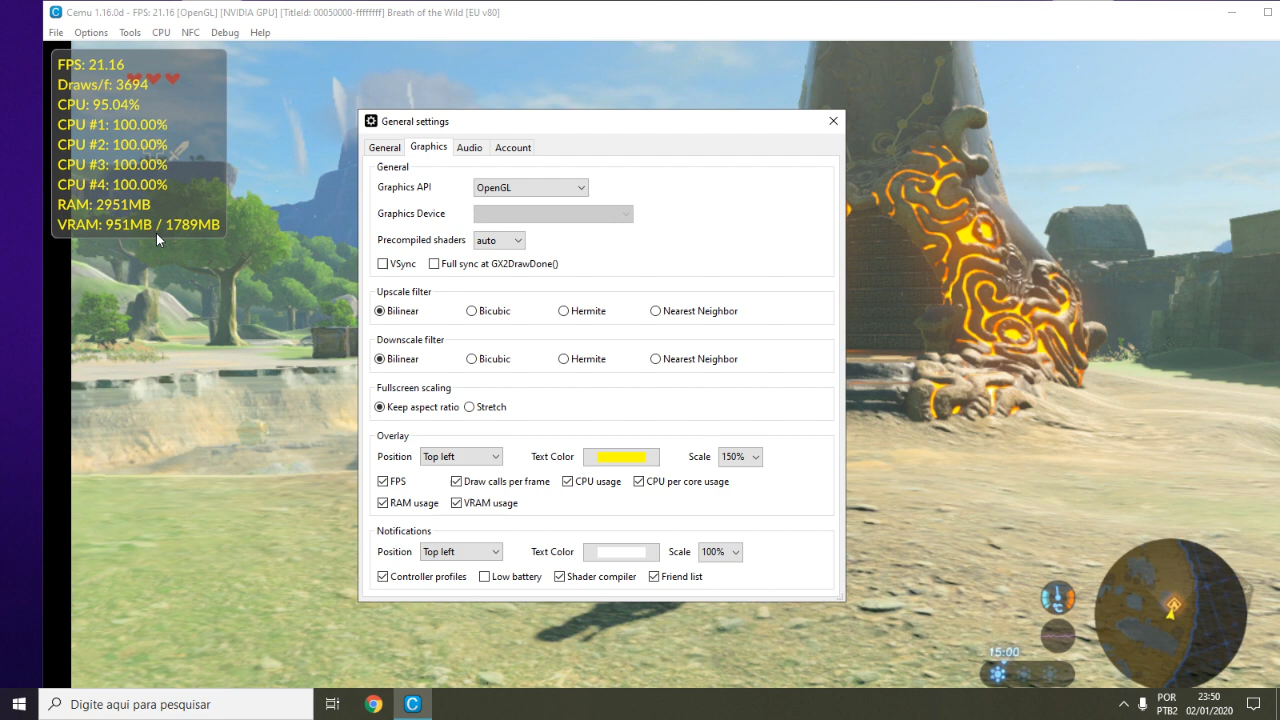 Cemu 1.16.0d - FPS: 21.16 [OpenGL] [NVIDIA GPU] [TitleId: 00050000-ffffffff] Breath of the Wild [EU v80]
File Options Tools CPU NFC Debug Help
FPS: 21.16
Draws/f: 3694
CPU: 95.04%
CPU #1: 100.00%
CPU #2: 100.00%
CPU #3: 100.00%
CPU #4: 100.00%
RAM: 2951MB
VRAM: 951MB / 1789MB
General settings
General Graphics Audio Account
General
Graphics API OpenGL
Graphics Device
Precompiled shaders auto
VSync Full sync at GX2DrawDone()
Upscale filter
Bilinear Bicubic Hermite Nearest Neighbor
Downscale filter
Bilinear Bicubic Hermite Nearest Neighbor
Fullscreen scaling
Keep aspect ratio Stretch
Overlay
Position Top left Text Color Scale 150%
FPS Draw calls per frame CPU usage CPU per core usage
RAM usage VRAM usage
Notifications
Position Top left Text Color Scale 100%
Controller profiles Low battery Shader compiler Friend list
15:00
C Digite aqui para pesquisar
POR
PTB2
23:50
02/01/2020